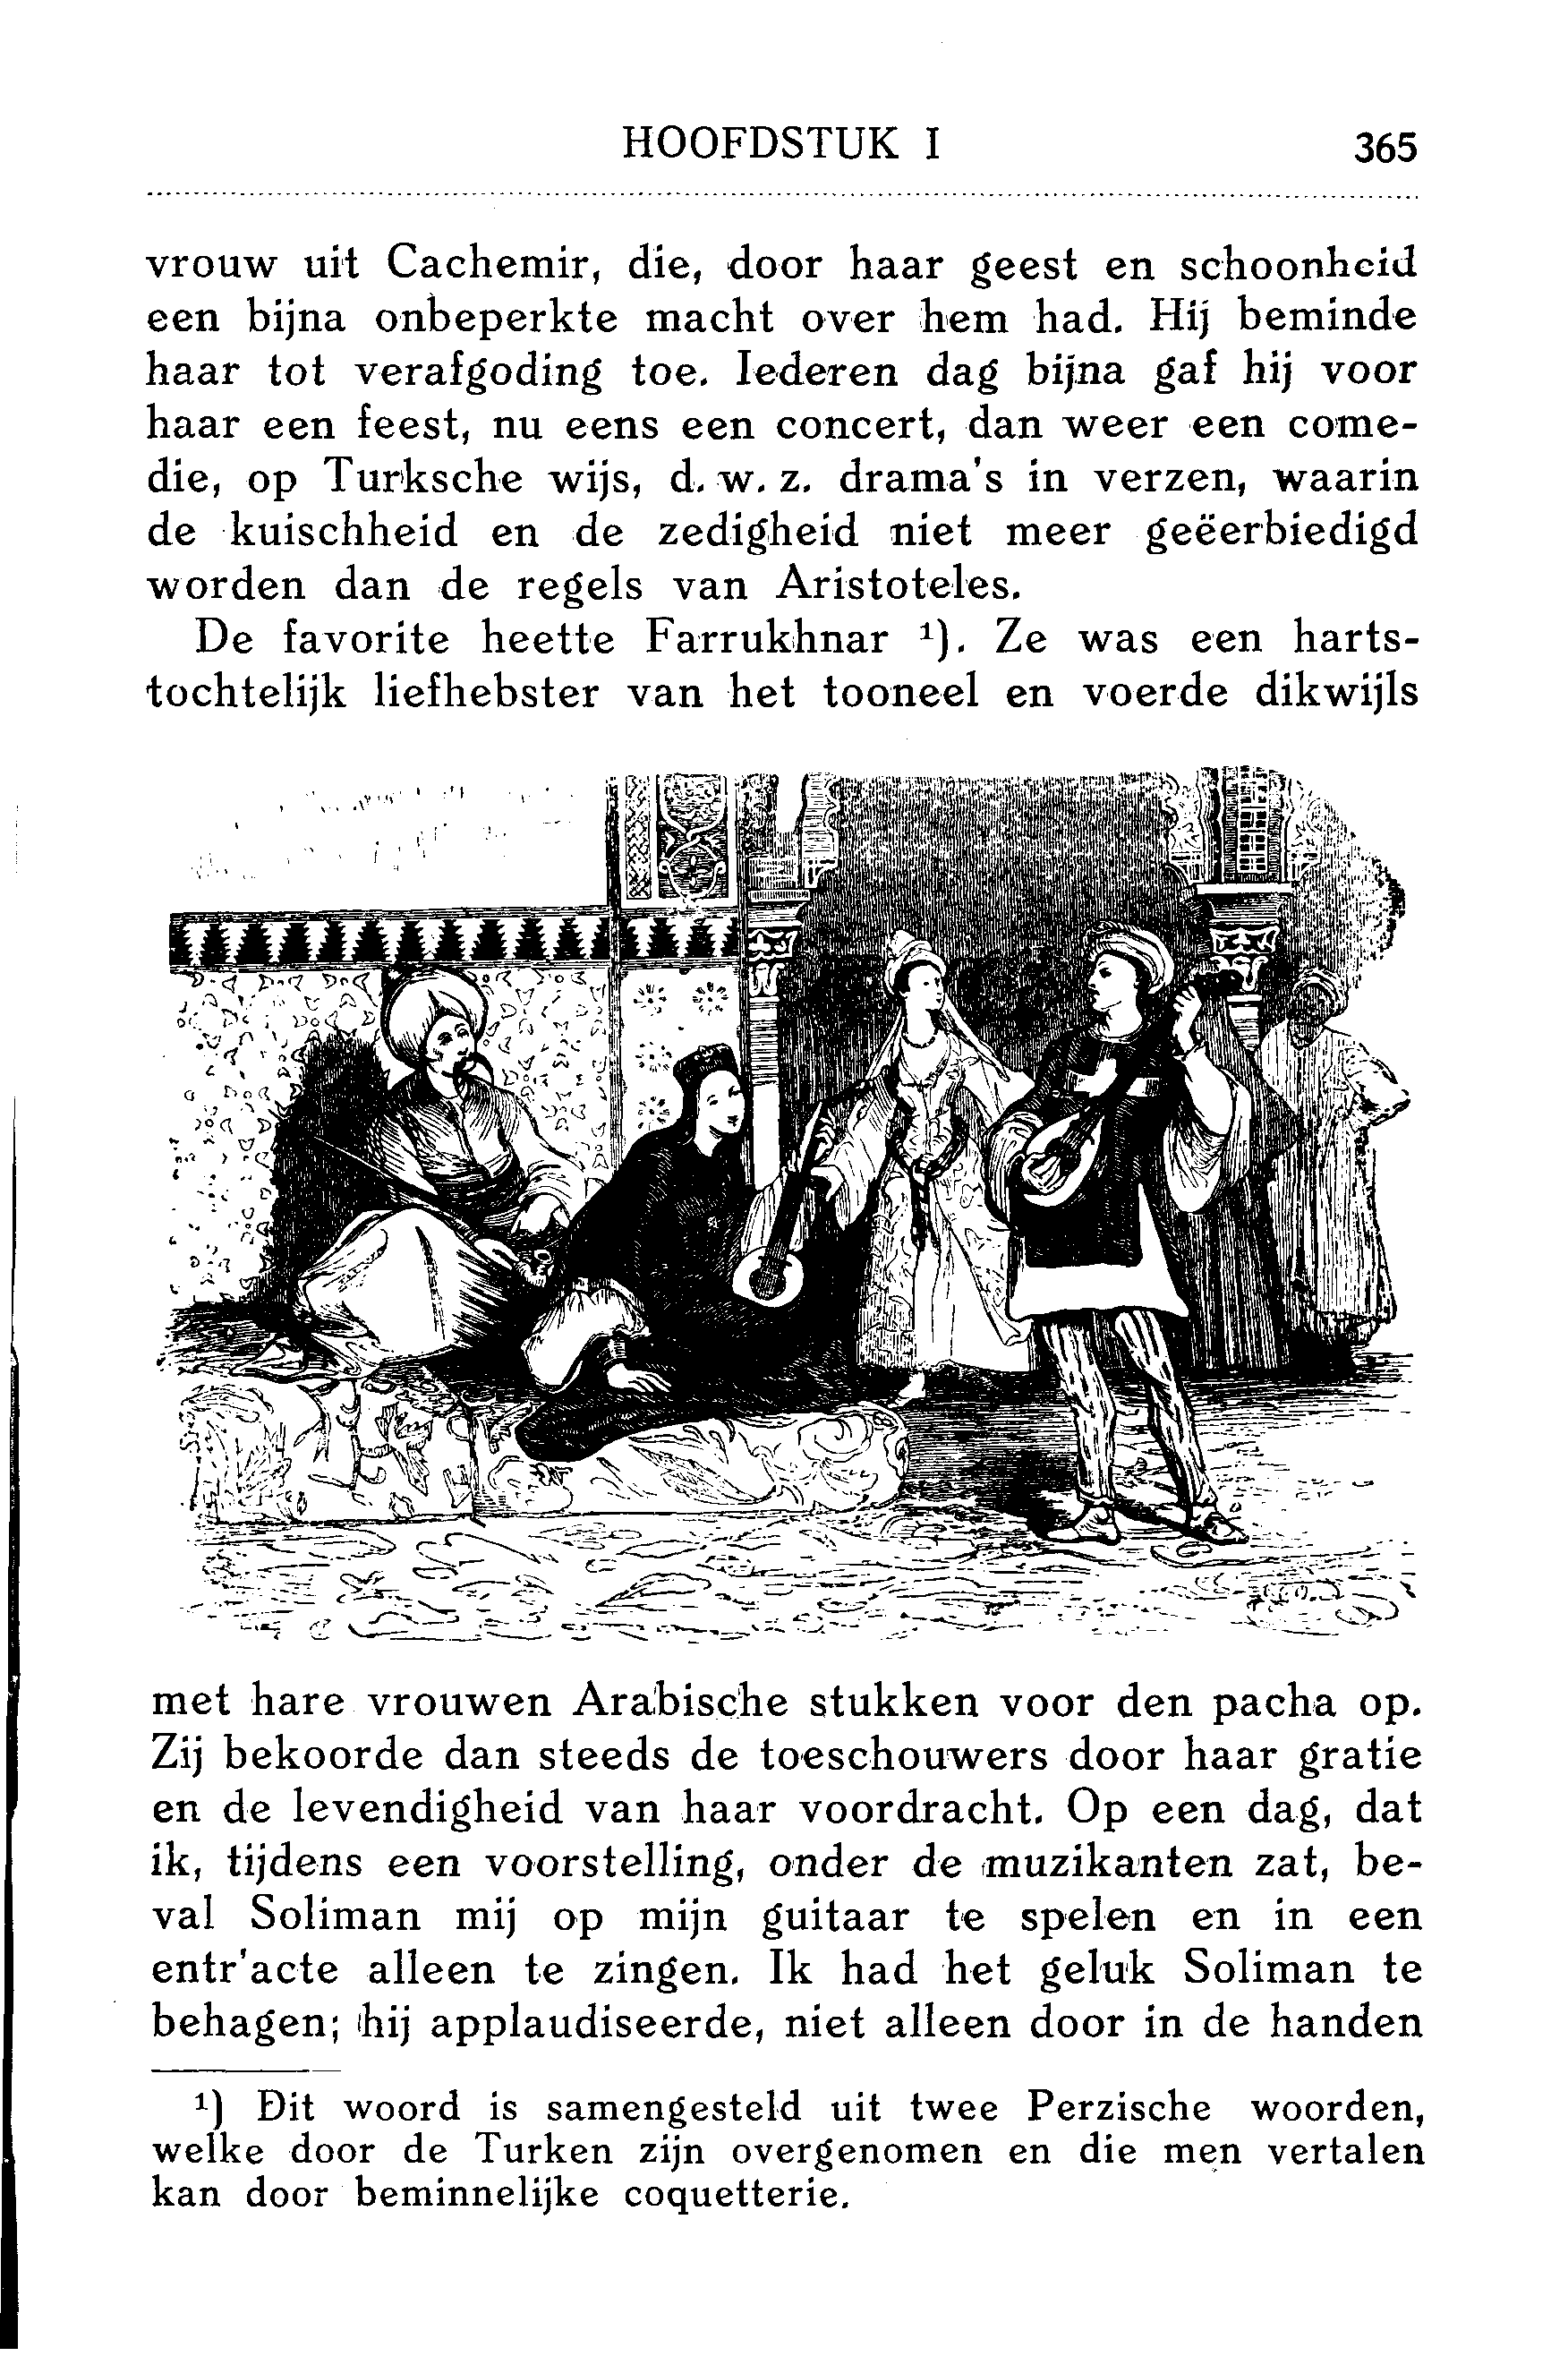 HOOFDSTUK I 365
vrouw uit Cachemir, die, door haar geest en schoonheid
een bijna onbeperkte macht over hem had. Hij beminde
haar tot verafgoding toe. Iederen dag bijna gaf hij voor
haar een feest, nu eens een concert, dan weer een come-
die, op Turksche wijs, d. w. z. drama's in verzen, waarin
de kuischheid en de zedigheid niet meer geëerbiedigd
worden dan de regels van Aristoteles.
De favorite heette Farrukhnar ¹). Ze was een harts-
tochtelijk liefhebster van het tooneel en voerde dikwijls
met hare vrouwen Arabische stukken voor den pacha op.
Zij bekoorde dan steeds de toeschouwers door haar gratie
en de levendigheid van haar voordracht. Op een dag, dat
ik, tijdens een voorstelling, onder de muzikanten zat, be-
val Soliman mij op mijn guitaar te spelen en in een
entr'acte alleen te zingen. Ik had het geluk Soliman te
behagen; hij applaudiseerde, niet alleen door in de handen
¹) Dit woord is samengesteld uit twee Perzische woorden,
welke door de Turken zijn overgenomen en die men vertalen
kan door beminnelijke coquetterie.